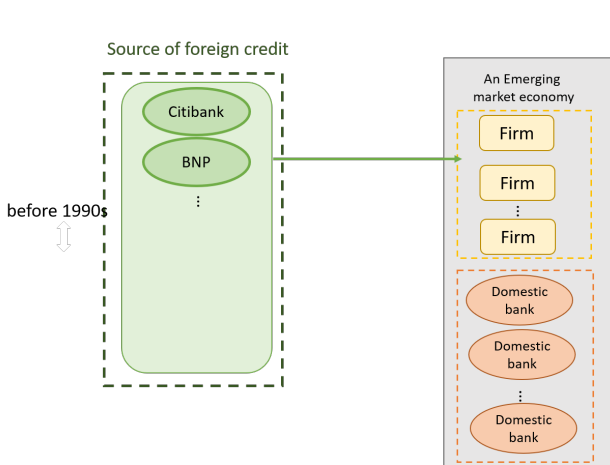 Source of foreign credit
Citibank
BNP
⋮
before 1990s
An Emerging
market economy
Firm
Firm
⋮
Firm
Domestic
bank
Domestic
bank
⋮
Domestic
bank